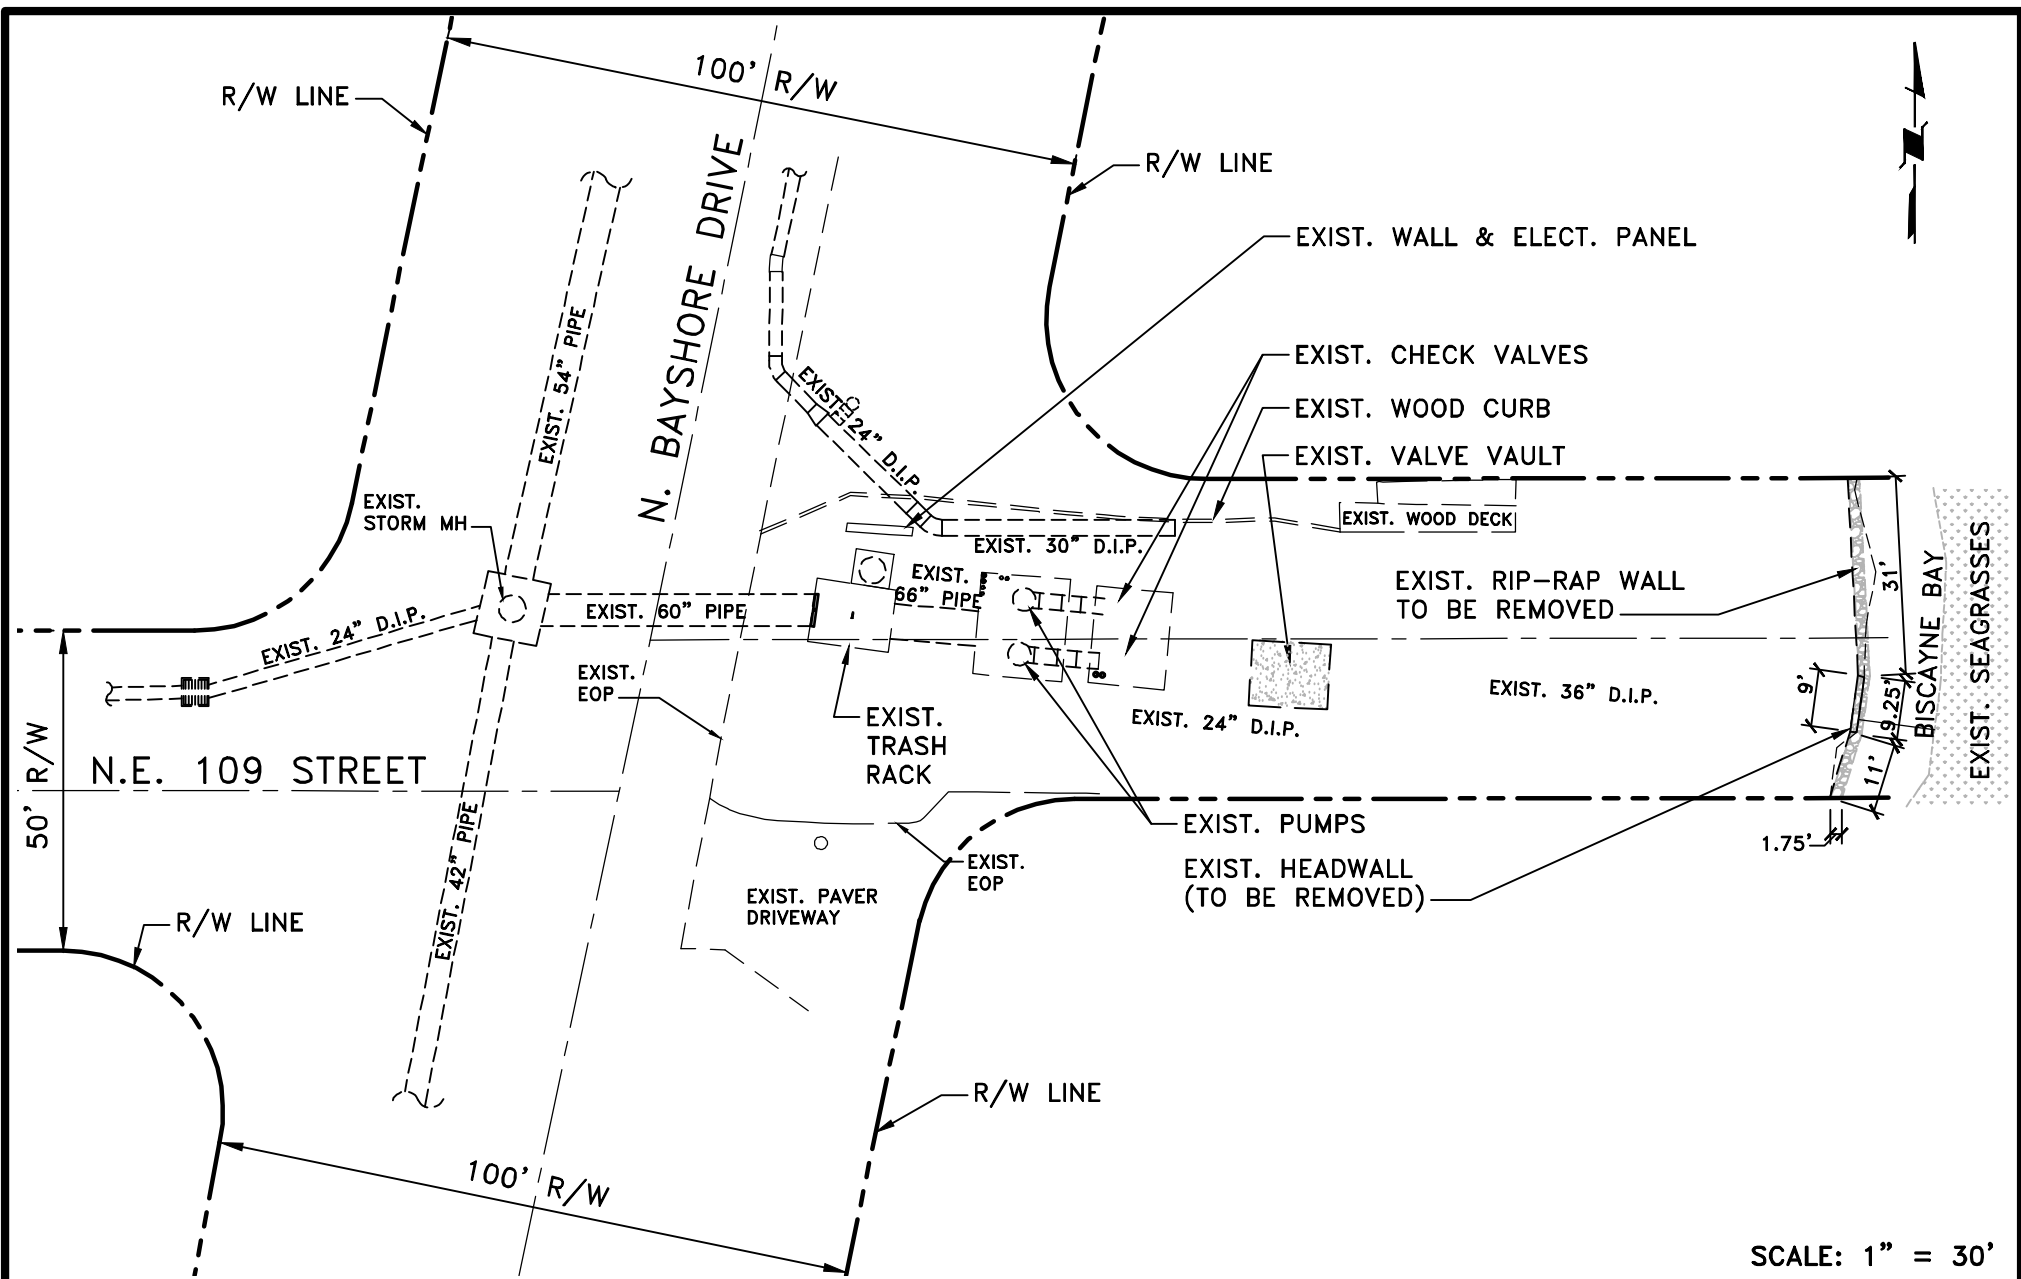 100' R/W
R/W LINE
R/W LINE
N. BAYSHORE DRIVE
EXIST. WALL & ELECT. PANEL
EXIST. CHECK VALVES
EXIST. WOOD CURB
EXIST. VALVE VAULT
EXIST. 54" PIPE
EXIST. 24" D.I.P.
EXIST.
STORM MH
EXIST. WOOD DECK
EXIST. 30" D.I.P.
EXIST.
66" PIPE
EXIST. RIP-RAP WALL
TO BE REMOVED
31'
BISCAYNE BAY
EXIST. SEAGRASSES
EXIST. 60" PIPE
EXIST. 24" D.I.P.
EXIST.
EOP
EXIST.
TRASH
RACK
EXIST. 24" D.I.P.
EXIST. 36" D.I.P.
9'
9.25'
11'
1.75'
50' R/W
N.E. 109 STREET
EXIST. 42" PIPE
EXIST. PUMPS
EXIST. HEADWALL
(TO BE REMOVED)
EXIST.
EOP
EXIST. PAVER
DRIVEWAY
R/W LINE
R/W LINE
100' R/W
SCALE: 1" = 30'